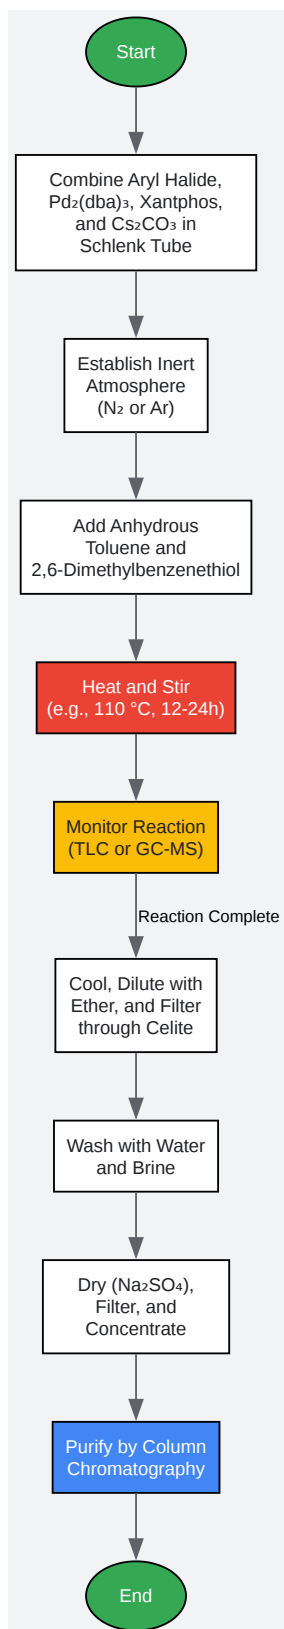 Start
Combine Aryl Halide,
Pd₂(dba)₃, Xantphos,
and Cs₂CO₃ in
Schlenk Tube
Establish Inert
Atmosphere
(N₂ or Ar)
Add Anhydrous
Toluene and
2,6-Dimethylbenzenethiol
Heat and Stir
(e.g., 110 °C, 12-24h)
Monitor Reaction
(TLC or GC-MS)
Reaction Complete
Cool, Dilute with
Ether, and Filter
through Celite
Wash with Water
and Brine
Dry (Na₂SO₄),
Filter, and
Concentrate
Purify by Column
Chromatography
End